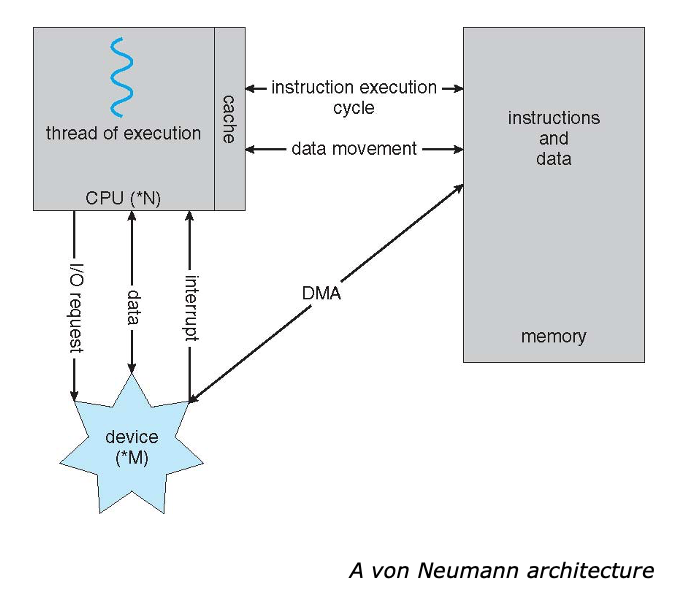 thread of execution
CPU (*N)
cache
instruction execution
cycle
data movement
instructions
and
data
memory
I/O request
data
interrupt
DMA
device
(*M)
A von Neumann architecture